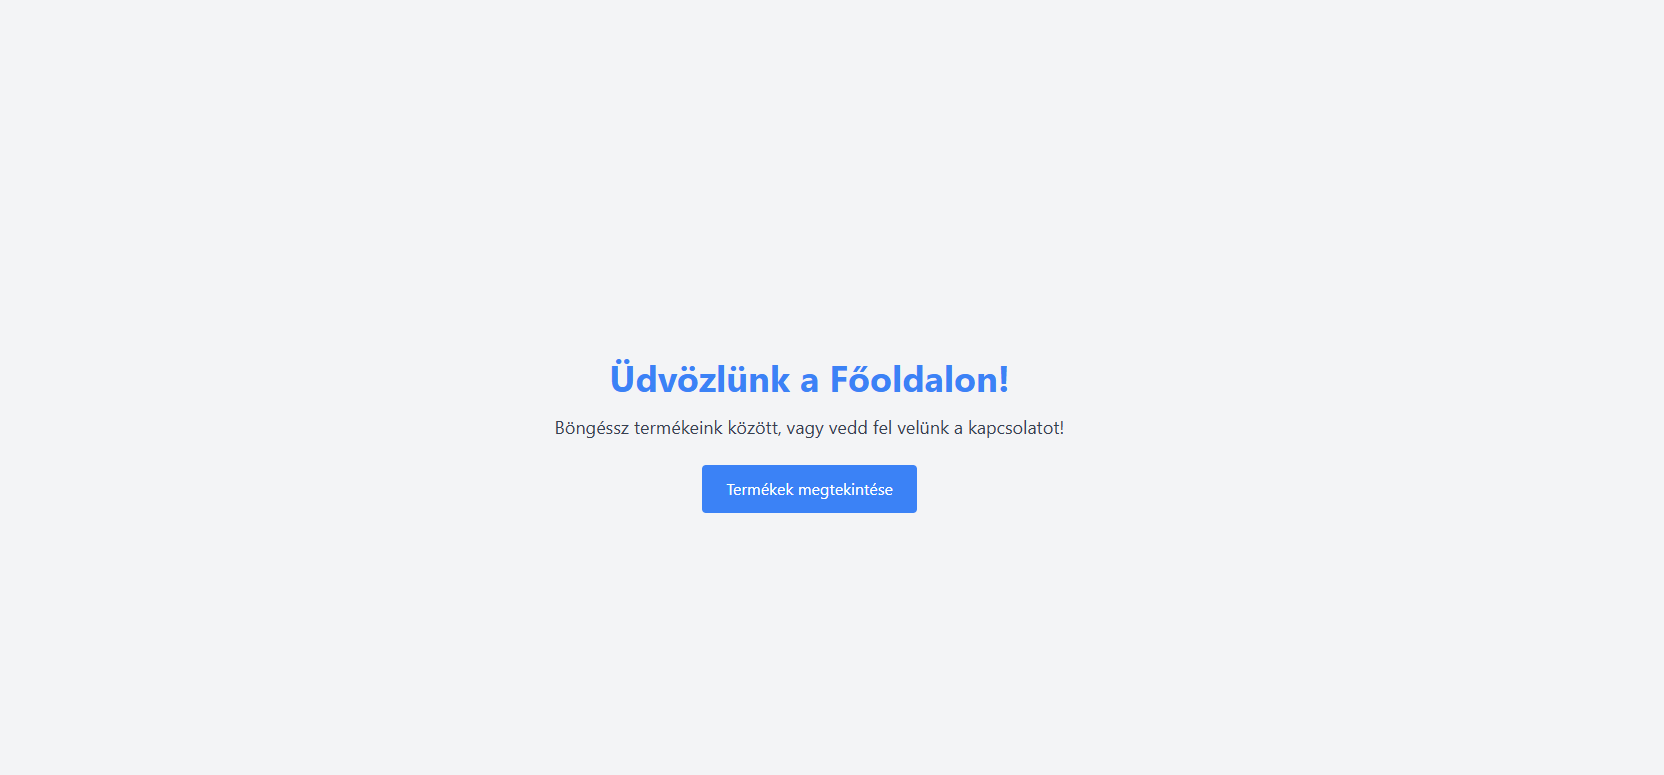 Üdvözlünk a Főoldalon!
Böngéssz termékeink között, vagy vedd fel velünk a kapcsolatot!
Termékek megtekintése